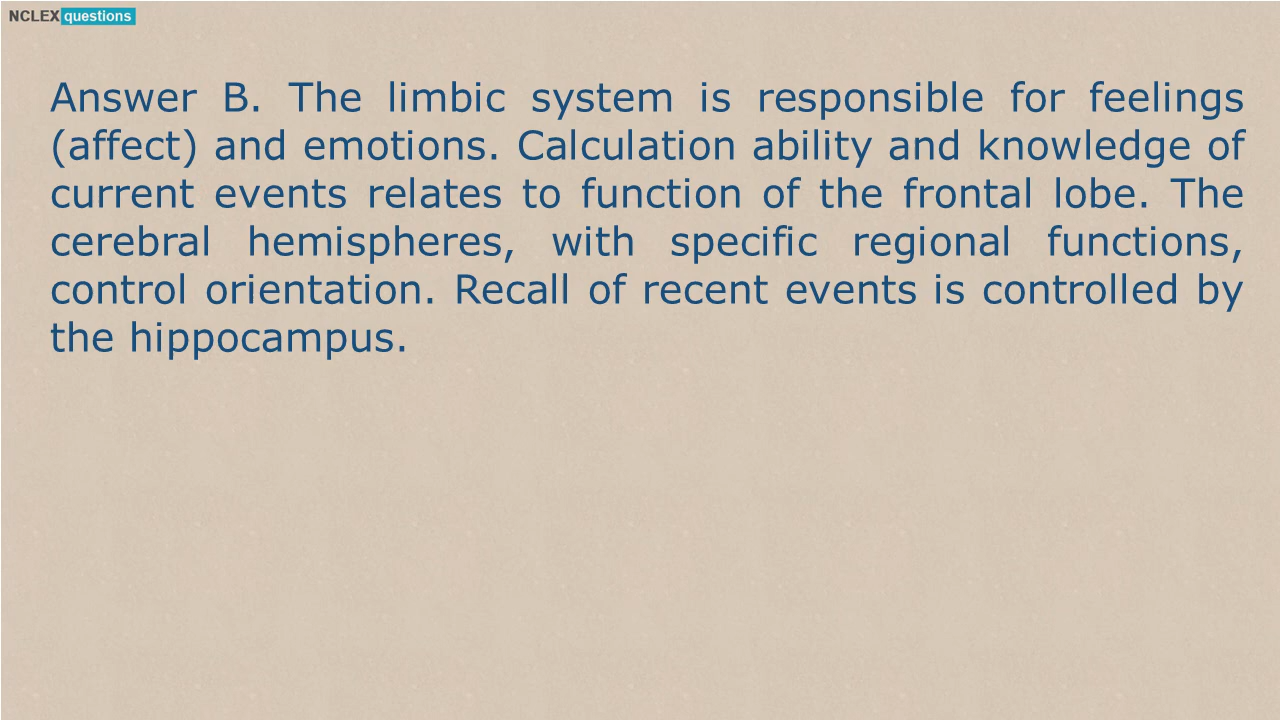 NCLEX questions
Answer B. The limbic system is responsible for feelings
(affect) and emotions. Calculation ability and knowledge of
current events relates to function of the frontal lobe. The
cerebral hemispheres, with specific regional functions,
control orientation. Recall of recent events is controlled by
the hippocampus.